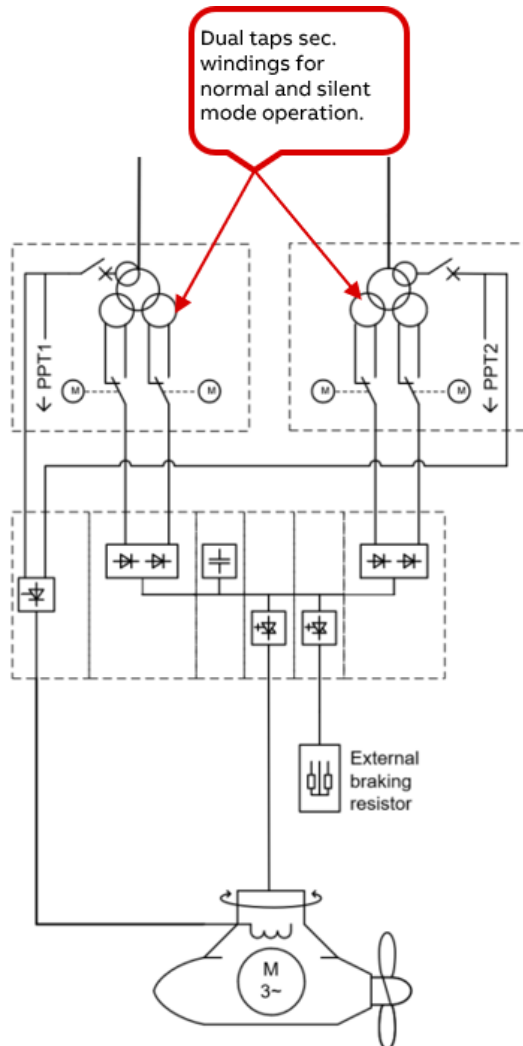 Dual taps sec.
windings for
normal and silent
mode operation.
PPT1
M
M
M
M
PPT2
External
braking
resistor
M
3~